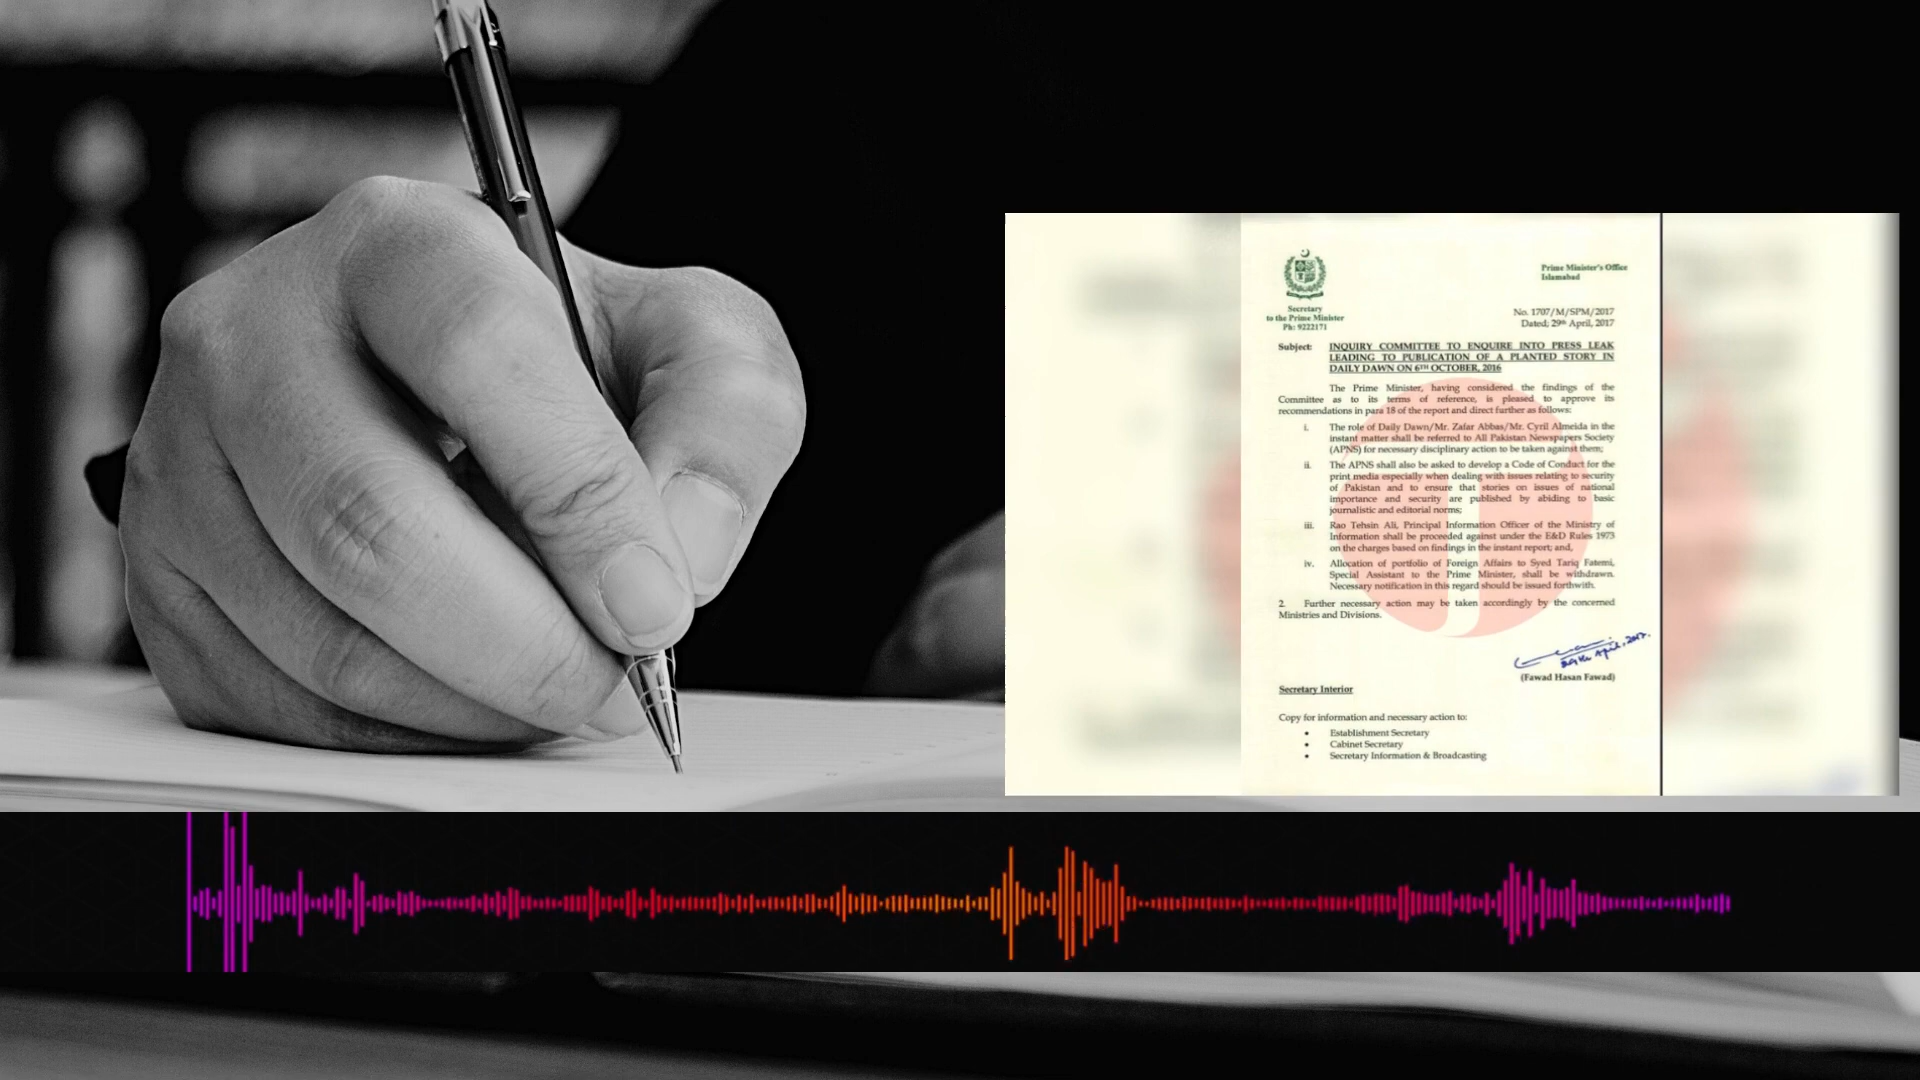 Prime Minister's Office
Islamabad
Secretary
to the Prime Minister
Ph: 9222171
No. 1707/M/SPM/2017
Dated; 29th April, 2017
Subject: INQUIRY COMMITTEE TO ENQUIRE INTO PRESS LEAK
LEADING TO PUBLICATION OF A PLANTED STORY IN
DAILY DAWN ON 6TH OCTOBER, 2016
The Prime Minister, having considered the findings of the
Committee as to its terms of reference, is pleased to approve its
recommendations in para 18 of the report and direct further as follows:
i. The role of Daily Dawn/Mr. Zafar Abbas/Mr. Cyril Almeida in the
instant matter shall be referred to All Pakistan Newspapers Society
(APNS) for necessary disciplinary action to be taken against them;
ii. The APNS shall also be asked to develop a Code of Conduct for the
print media especially when dealing with issues relating to security
of Pakistan and to ensure that stories on issues of national
importance and security are published by abiding to basic
journalistic and editorial norms;
iii. Rao Tehsin Ali, Principal Information Officer of the Ministry of
Information shall be proceeded against under the E&D Rules 1973
on the charges based on findings in the instant report; and,
iv. Allocation of portfolio of Foreign Affairs to Syed Tariq Fatemi,
Special Assistant to the Prime Minister, shall be withdrawn.
Necessary notification in this regard should be issued forthwith.
2. Further necessary action may be taken accordingly by the concerned
Ministries and Divisions.
29th April, 2017.
(Fawad Hasan Fawad)
Secretary Interior
Copy for information and necessary action to:
• Establishment Secretary
• Cabinet Secretary
• Secretary Information & Broadcasting